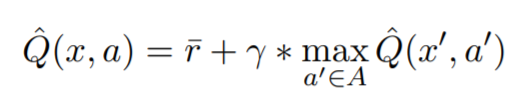 Q̂(x, a) = r̄ + γ * max_{a′∈A} Q̂(x′, a′)